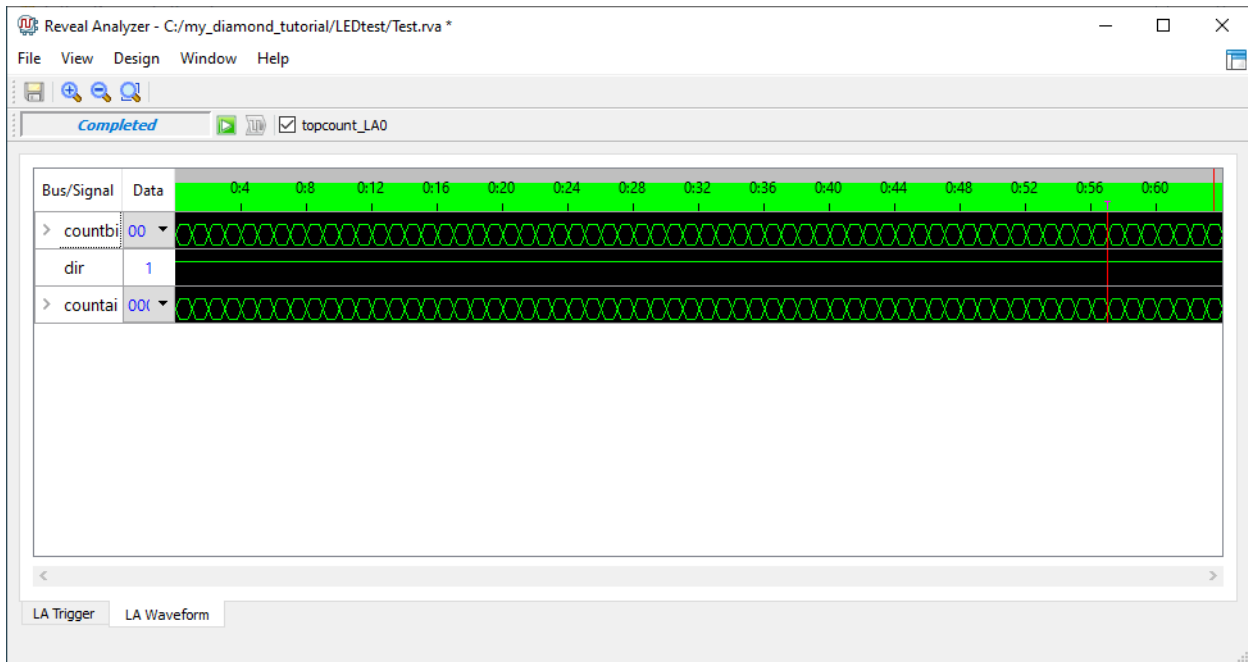 Reveal Analyzer - C:/my_diamond_tutorial/LEDtest/Test.rva *
File View Design Window Help
Completed topcount_LA0
Bus/Signal Data 0:4 0:8 0:12 0:16 0:20 0:24 0:28 0:32 0:36 0:40 0:44 0:48 0:52 0:56 0:60
T
countbi 00
dir 1
countai 00(
LA Trigger LA Waveform